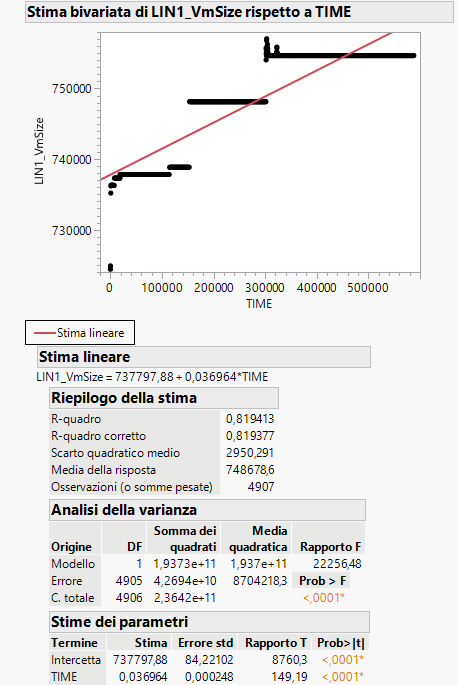 Stima bivariata di LIN1_VmSize rispetto a TIME
750000
740000
730000
LIN1_VmSize
0 100000 200000 300000 400000 500000
TIME
Stima lineare
Stima lineare
LIN1_VmSize = 737797,88 + 0,036964*TIME
Riepilogo della stima
R-quadro 0,819413
R-quadro corretto 0,819377
Scarto quadratico medio 2950,291
Media della risposta 748678,6
Osservazioni (o somme pesate) 4907
Analisi della varianza
Somma dei Media
Origine DF quadrati quadratica Rapporto F
Modello 1 1,9373e+11 1,937e+11 22256,48
Errore 4905 4,2694e+10 8704218,3 Prob > F
C. totale 4906 2,3642e+11 <,0001*
Stime dei parametri
Termine Stima Errore std Rapporto T Prob>|t|
Intercetta 737797,88 84,22102 8760,3 <,0001*
TIME 0,036964 0,000248 149,19 <,0001*